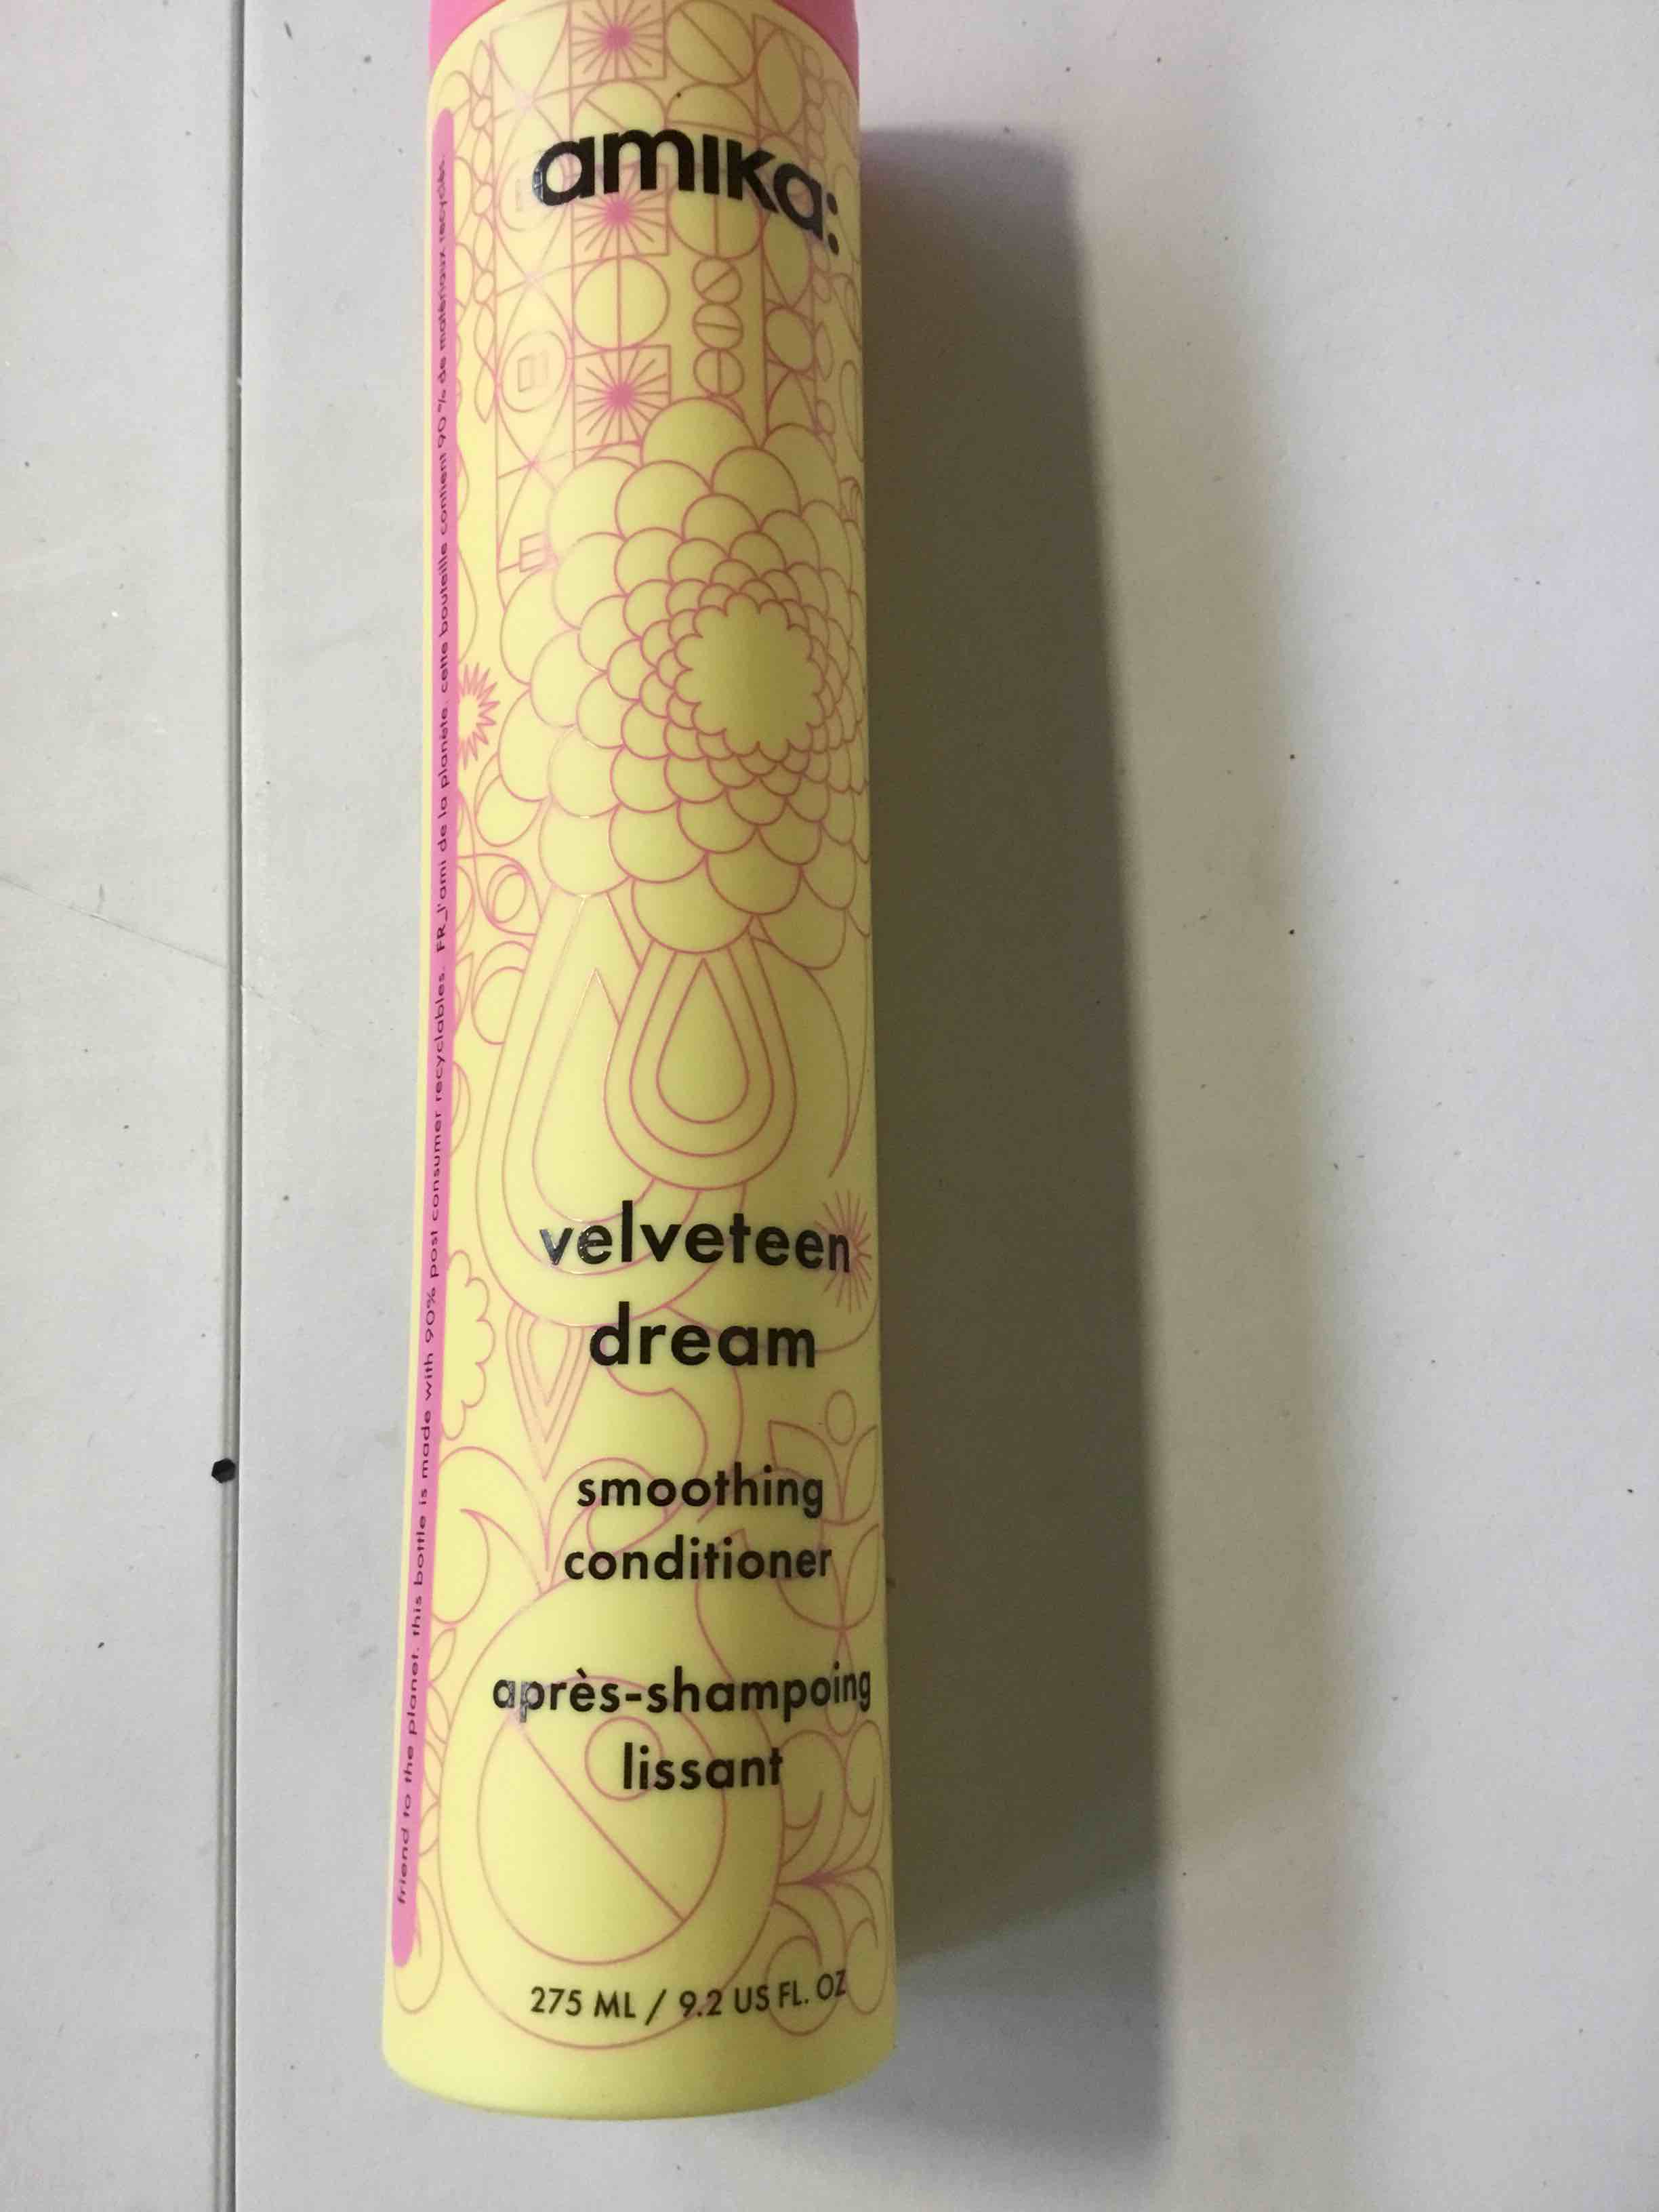 amika:
velveteen
dream
smoothing
conditioner
après-shampoing
lissant
275 ML / 9.2 US FL. OZ
friend to the planet. this bottle is made with 90% post consumer recyclables. FR_l'ami de la planète. cette bouteille contient 90 % de matériaux recyclés.